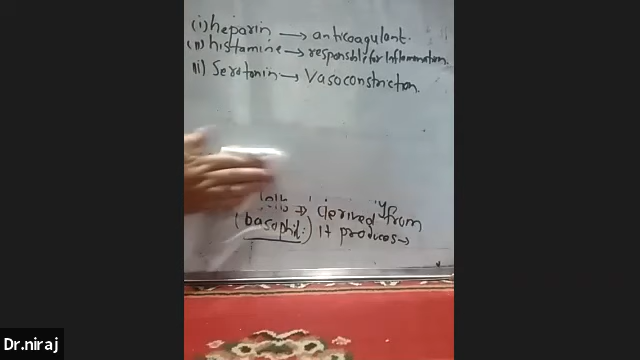 (i) heparin → anticoagulant.
(ii) histamine → responsible for Inflammation.
iii) Serotonin → Vasoconstriction.
derived from
(basophil.) It produces →
Dr.niraj